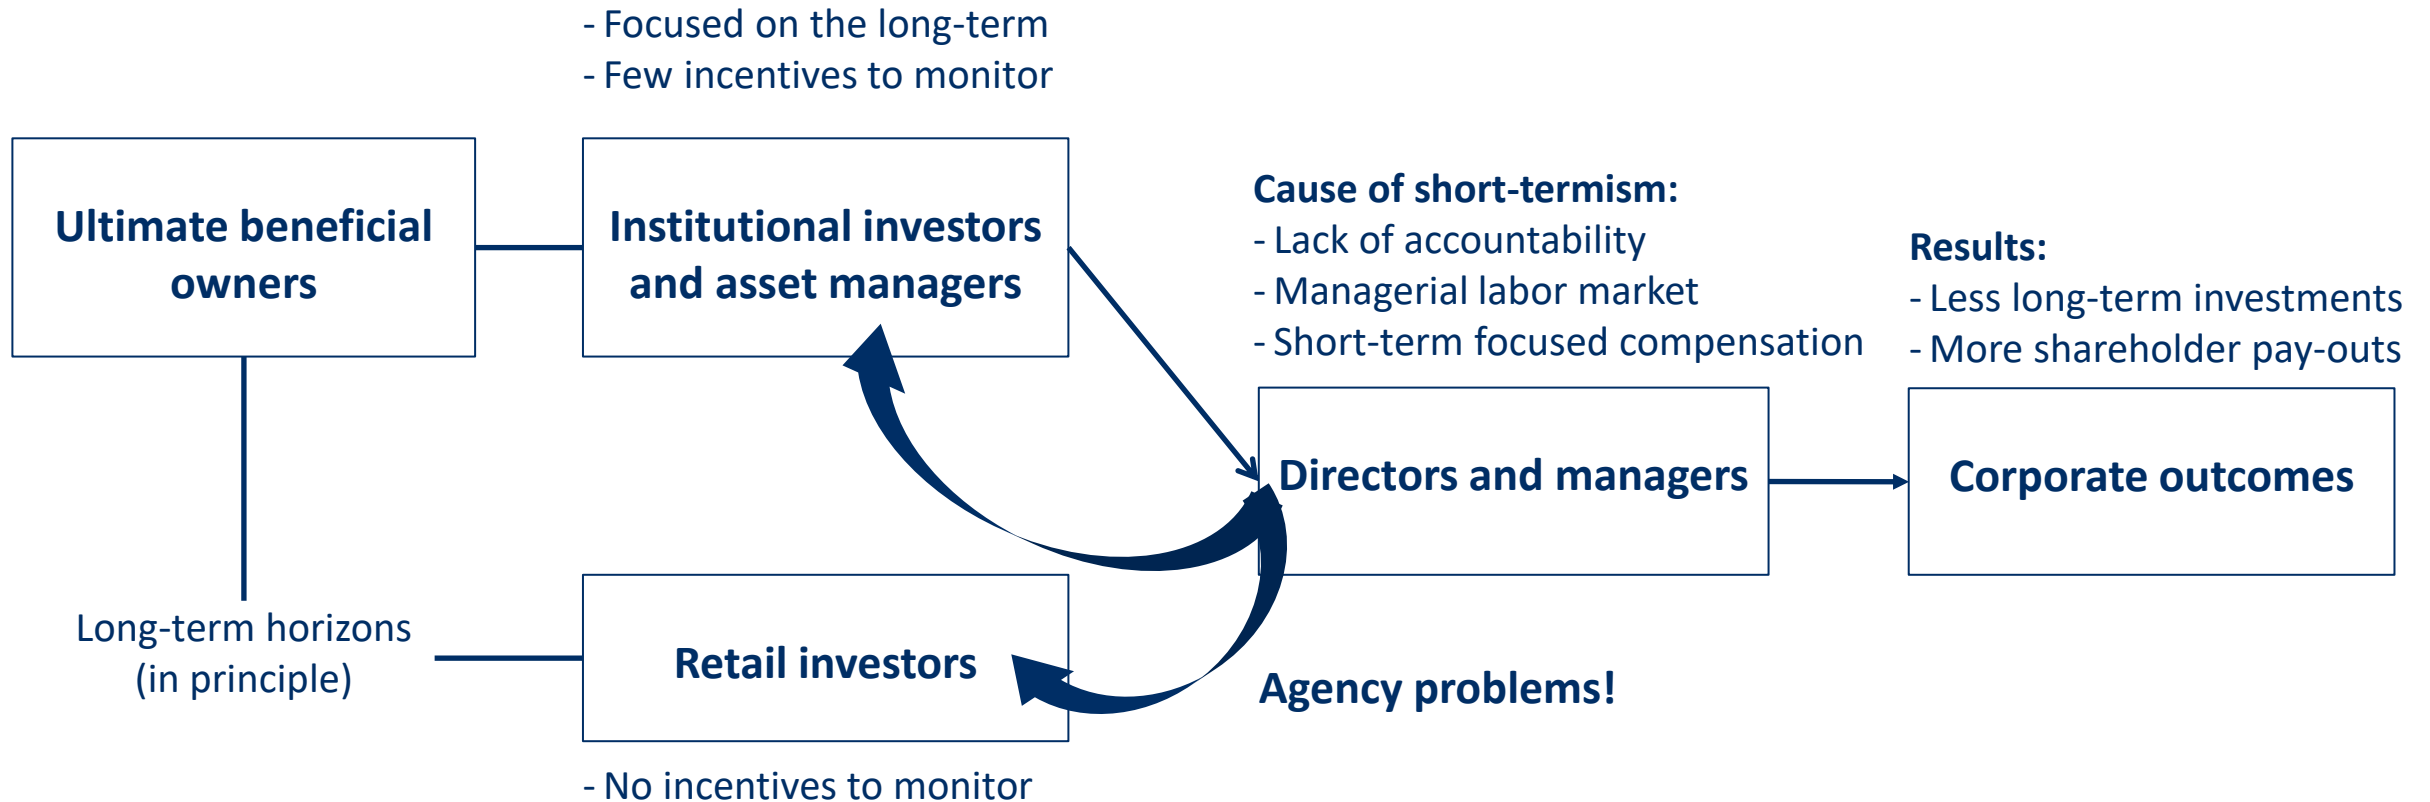 - Focused on the long-term
- Few incentives to monitor
Ultimate beneficial
owners
Institutional investors
and asset managers
Cause of short-termism:
- Lack of accountability
- Managerial labor market
- Short-term focused compensation
Results:
- Less long-term investments
- More shareholder pay-outs
Directors and managers
Corporate outcomes
Long-term horizons
(in principle)
Retail investors
Agency problems!
- No incentives to monitor